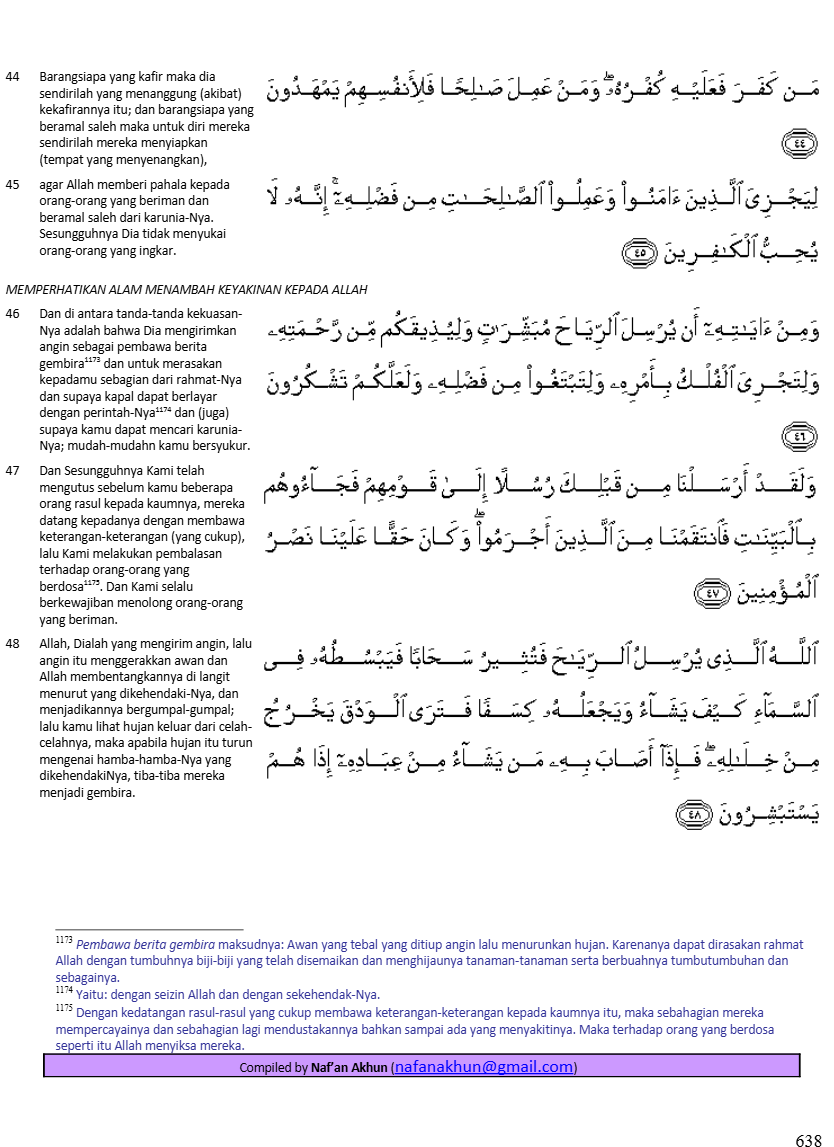 44 Barangsiapa yang kafir maka dia
sendirilah yang menanggung (akibat)
kekafirannya itu; dan barangsiapa yang
beramal saleh maka untuk diri mereka
sendirilah mereka menyiapkan
(tempat yang menyenangkan),
مَن كَفَرَ فَعَلَيْهِ كُفْرُهُۥ ۖ وَمَنْ عَمِلَ صَـٰلِحًا فَلِأَنفُسِهِمْ يَمْهَدُونَ
٤٤
45 agar Allah memberi pahala kepada
orang-orang yang beriman dan
beramal saleh dari karunia-Nya.
Sesungguhnya Dia tidak menyukai
orang-orang yang ingkar.
لِيَجْزِىَ ٱلَّذِينَ ءَامَنُوا۟ وَعَمِلُوا۟ ٱلصَّـٰلِحَـٰتِ مِن فَضْلِهِۦٓ ۚ إِنَّهُۥ لَا
يُحِبُّ ٱلْكَـٰفِرِينَ ٤٥
MEMPERHATIKAN ALAM MENAMBAH KEYAKINAN KEPADA ALLAH
46 Dan di antara tanda-tanda kekuasan-
Nya adalah bahwa Dia mengirimkan
angin sebagai pembawa berita
gembira1173 dan untuk merasakan
kepadamu sebagian dari rahmat-Nya
dan supaya kapal dapat berlayar
dengan perintah-Nya1174 dan (juga)
supaya kamu dapat mencari karunia-
Nya; mudah-mudahn kamu bersyukur.
وَمِنْ ءَايَـٰتِهِۦٓ أَن يُرْسِلَ ٱلرِّيَاحَ مُبَشِّرَٰتٍ وَلِيُذِيقَكُم مِّن رَّحْمَتِهِۦ
وَلِتَجْرِىَ ٱلْفُلْكُ بِأَمْرِهِۦ وَلِتَبْتَغُوا۟ مِن فَضْلِهِۦ وَلَعَلَّكُمْ تَشْكُرُونَ
٤٦
47 Dan Sesungguhnya Kami telah
mengutus sebelum kamu beberapa
orang rasul kepada kaumnya, mereka
datang kepadanya dengan membawa
keterangan-keterangan (yang cukup),
lalu Kami melakukan pembalasan
terhadap orang-orang yang
berdosa1175. Dan Kami selalu
berkewajiban menolong orang-orang
yang beriman.
وَلَقَدْ أَرْسَلْنَا مِن قَبْلِكَ رُسُلًا إِلَىٰ قَوْمِهِمْ فَجَآءُوهُم
بِٱلْبَيِّنَـٰتِ فَٱنتَقَمْنَا مِنَ ٱلَّذِينَ أَجْرَمُوا۟ ۖ وَكَانَ حَقًّا عَلَيْنَا نَصْرُ
ٱلْمُؤْمِنِينَ ٤٧
48 Allah, Dialah yang mengirim angin, lalu
angin itu menggerakkan awan dan
Allah membentangkannya di langit
menurut yang dikehendaki-Nya, dan
menjadikannya bergumpal-gumpal;
lalu kamu lihat hujan keluar dari celah-
celahnya, maka apabila hujan itu turun
mengenai hamba-hamba-Nya yang
dikehendakiNya, tiba-tiba mereka
menjadi gembira.
ٱللَّهُ ٱلَّذِى يُرْسِلُ ٱلرِّيَـٰحَ فَتُثِيرُ سَحَابًا فَيَبْسُطُهُۥ فِى
ٱلسَّمَآءِ كَيْفَ يَشَآءُ وَيَجْعَلُهُۥ كِسَفًا فَتَرَى ٱلْوَدْقَ يَخْرُجُ
مِنْ خِلَـٰلِهِۦ ۖ فَإِذَآ أَصَابَ بِهِۦ مَن يَشَآءُ مِنْ عِبَادِهِۦٓ إِذَا هُمْ
يَسْتَبْشِرُونَ ٤٨
1173 Pembawa berita gembira maksudnya: Awan yang tebal yang ditiup angin lalu menurunkan hujan. Karenanya dapat dirasakan rahmat
Allah dengan tumbuhnya biji-biji yang telah disemaikan dan menghijaunya tanaman-tanaman serta berbuahnya tumbutumbuhan dan
sebagainya.
1174 Yaitu: dengan seizin Allah dan dengan sekehendak-Nya.
1175 Dengan kedatangan rasul-rasul yang cukup membawa keterangan-keterangan kepada kaumnya itu, maka sebahagian mereka
mempercayainya dan sebahagian lagi mendustakannya bahkan sampai ada yang menyakitinya. Maka terhadap orang yang berdosa
seperti itu Allah menyiksa mereka.
Compiled by Naf’an Akhun (nafanakhun@gmail.com)
638